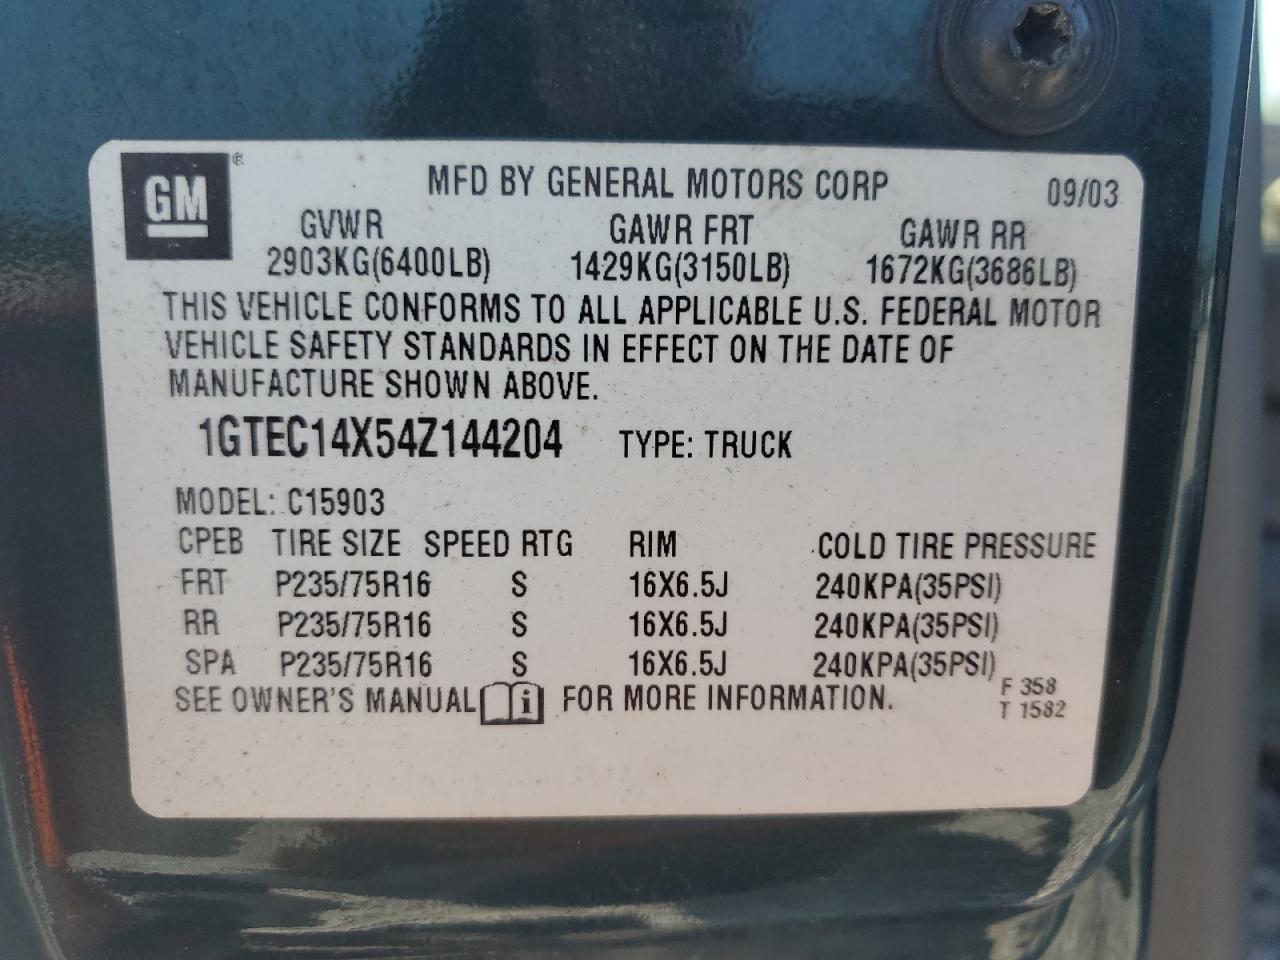 GM ®
MFD BY GENERAL MOTORS CORP 09/03
GVWR GAWR FRT GAWR RR
2903KG(6400LB) 1429KG(3150LB) 1672KG(3686LB)
THIS VEHICLE CONFORMS TO ALL APPLICABLE U.S. FEDERAL MOTOR
VEHICLE SAFETY STANDARDS IN EFFECT ON THE DATE OF
MANUFACTURE SHOWN ABOVE.
1GTEC14X54Z144204 TYPE: TRUCK
MODEL: C15903
CPEB TIRE SIZE SPEED RTG RIM COLD TIRE PRESSURE
FRT P235/75R16 S 16X6.5J 240KPA(35PSI)
RR P235/75R16 S 16X6.5J 240KPA(35PSI)
SPA P235/75R16 S 16X6.5J 240KPA(35PSI)
SEE OWNER'S MANUAL i FOR MORE INFORMATION.
F 358
T 1582